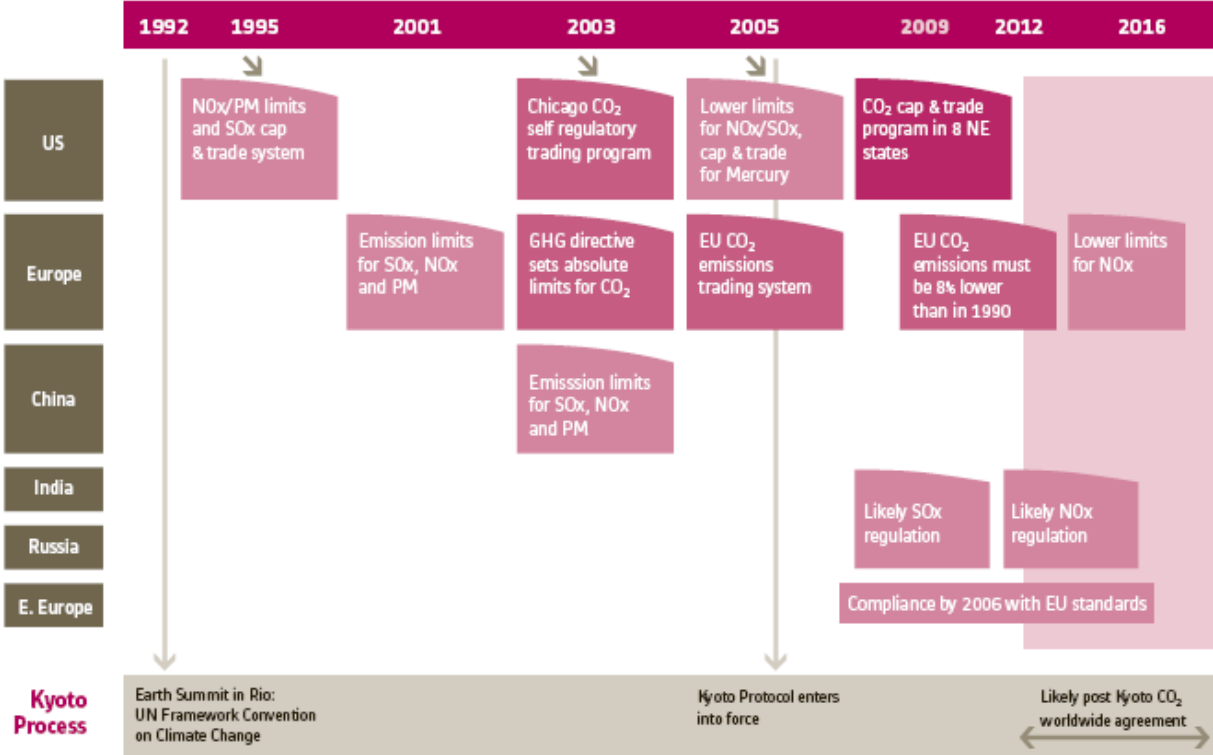 1992 1995 2001 2003 2005 2009 2012 2016
US
NOx/PM limits
and SOx cap
& trade system
Chicago CO₂
self regulatory
trading program
Lower limits
for NOx/SOx,
cap & trade
for Mercury
CO₂ cap & trade
program in 8 NE
states
Europe
Emission limits
for SOx, NOx
and PM
GHG directive
sets absolute
limits for CO₂
EU CO₂
emissions
trading system
EU CO₂
emissions must
be 8% lower
than in 1990
Lower limits
for NOx
China
Emisssion limits
for SOx, NOx
and PM
India
Russia
Likely SOx
regulation
Likely NOx
regulation
E. Europe
Compliance by 2006 with EU standards
Kyoto
Process
Earth Summit in Rio:
UN Framework Convention
on Climate Change
Kyoto Protocol enters
into force
Likely post Kyoto CO₂
worldwide agreement